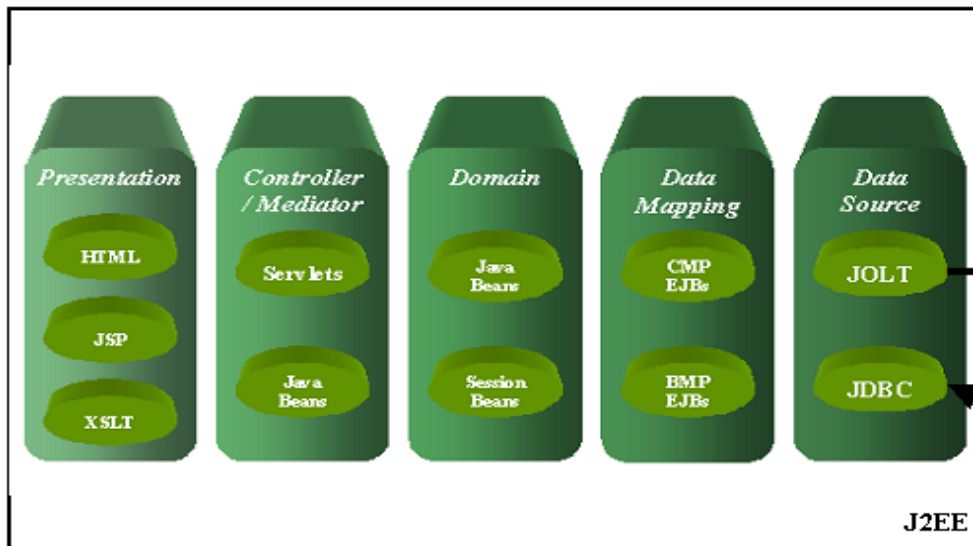 Presentation
HTML
JSP
XSLT
Controller
/ Mediator
Servlets
Java
Beans
Domain
Java
Beans
Session
Beans
Data
Mapping
CMP
EJBs
BMP
EJBs
Data
Source
JOLT
JDBC
J2EE